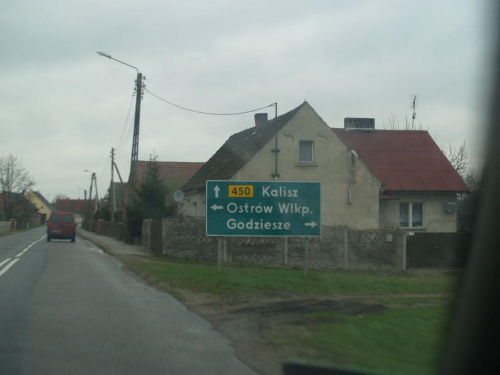 450 Kalisz
Ostrów Wlkp.
Godziesze